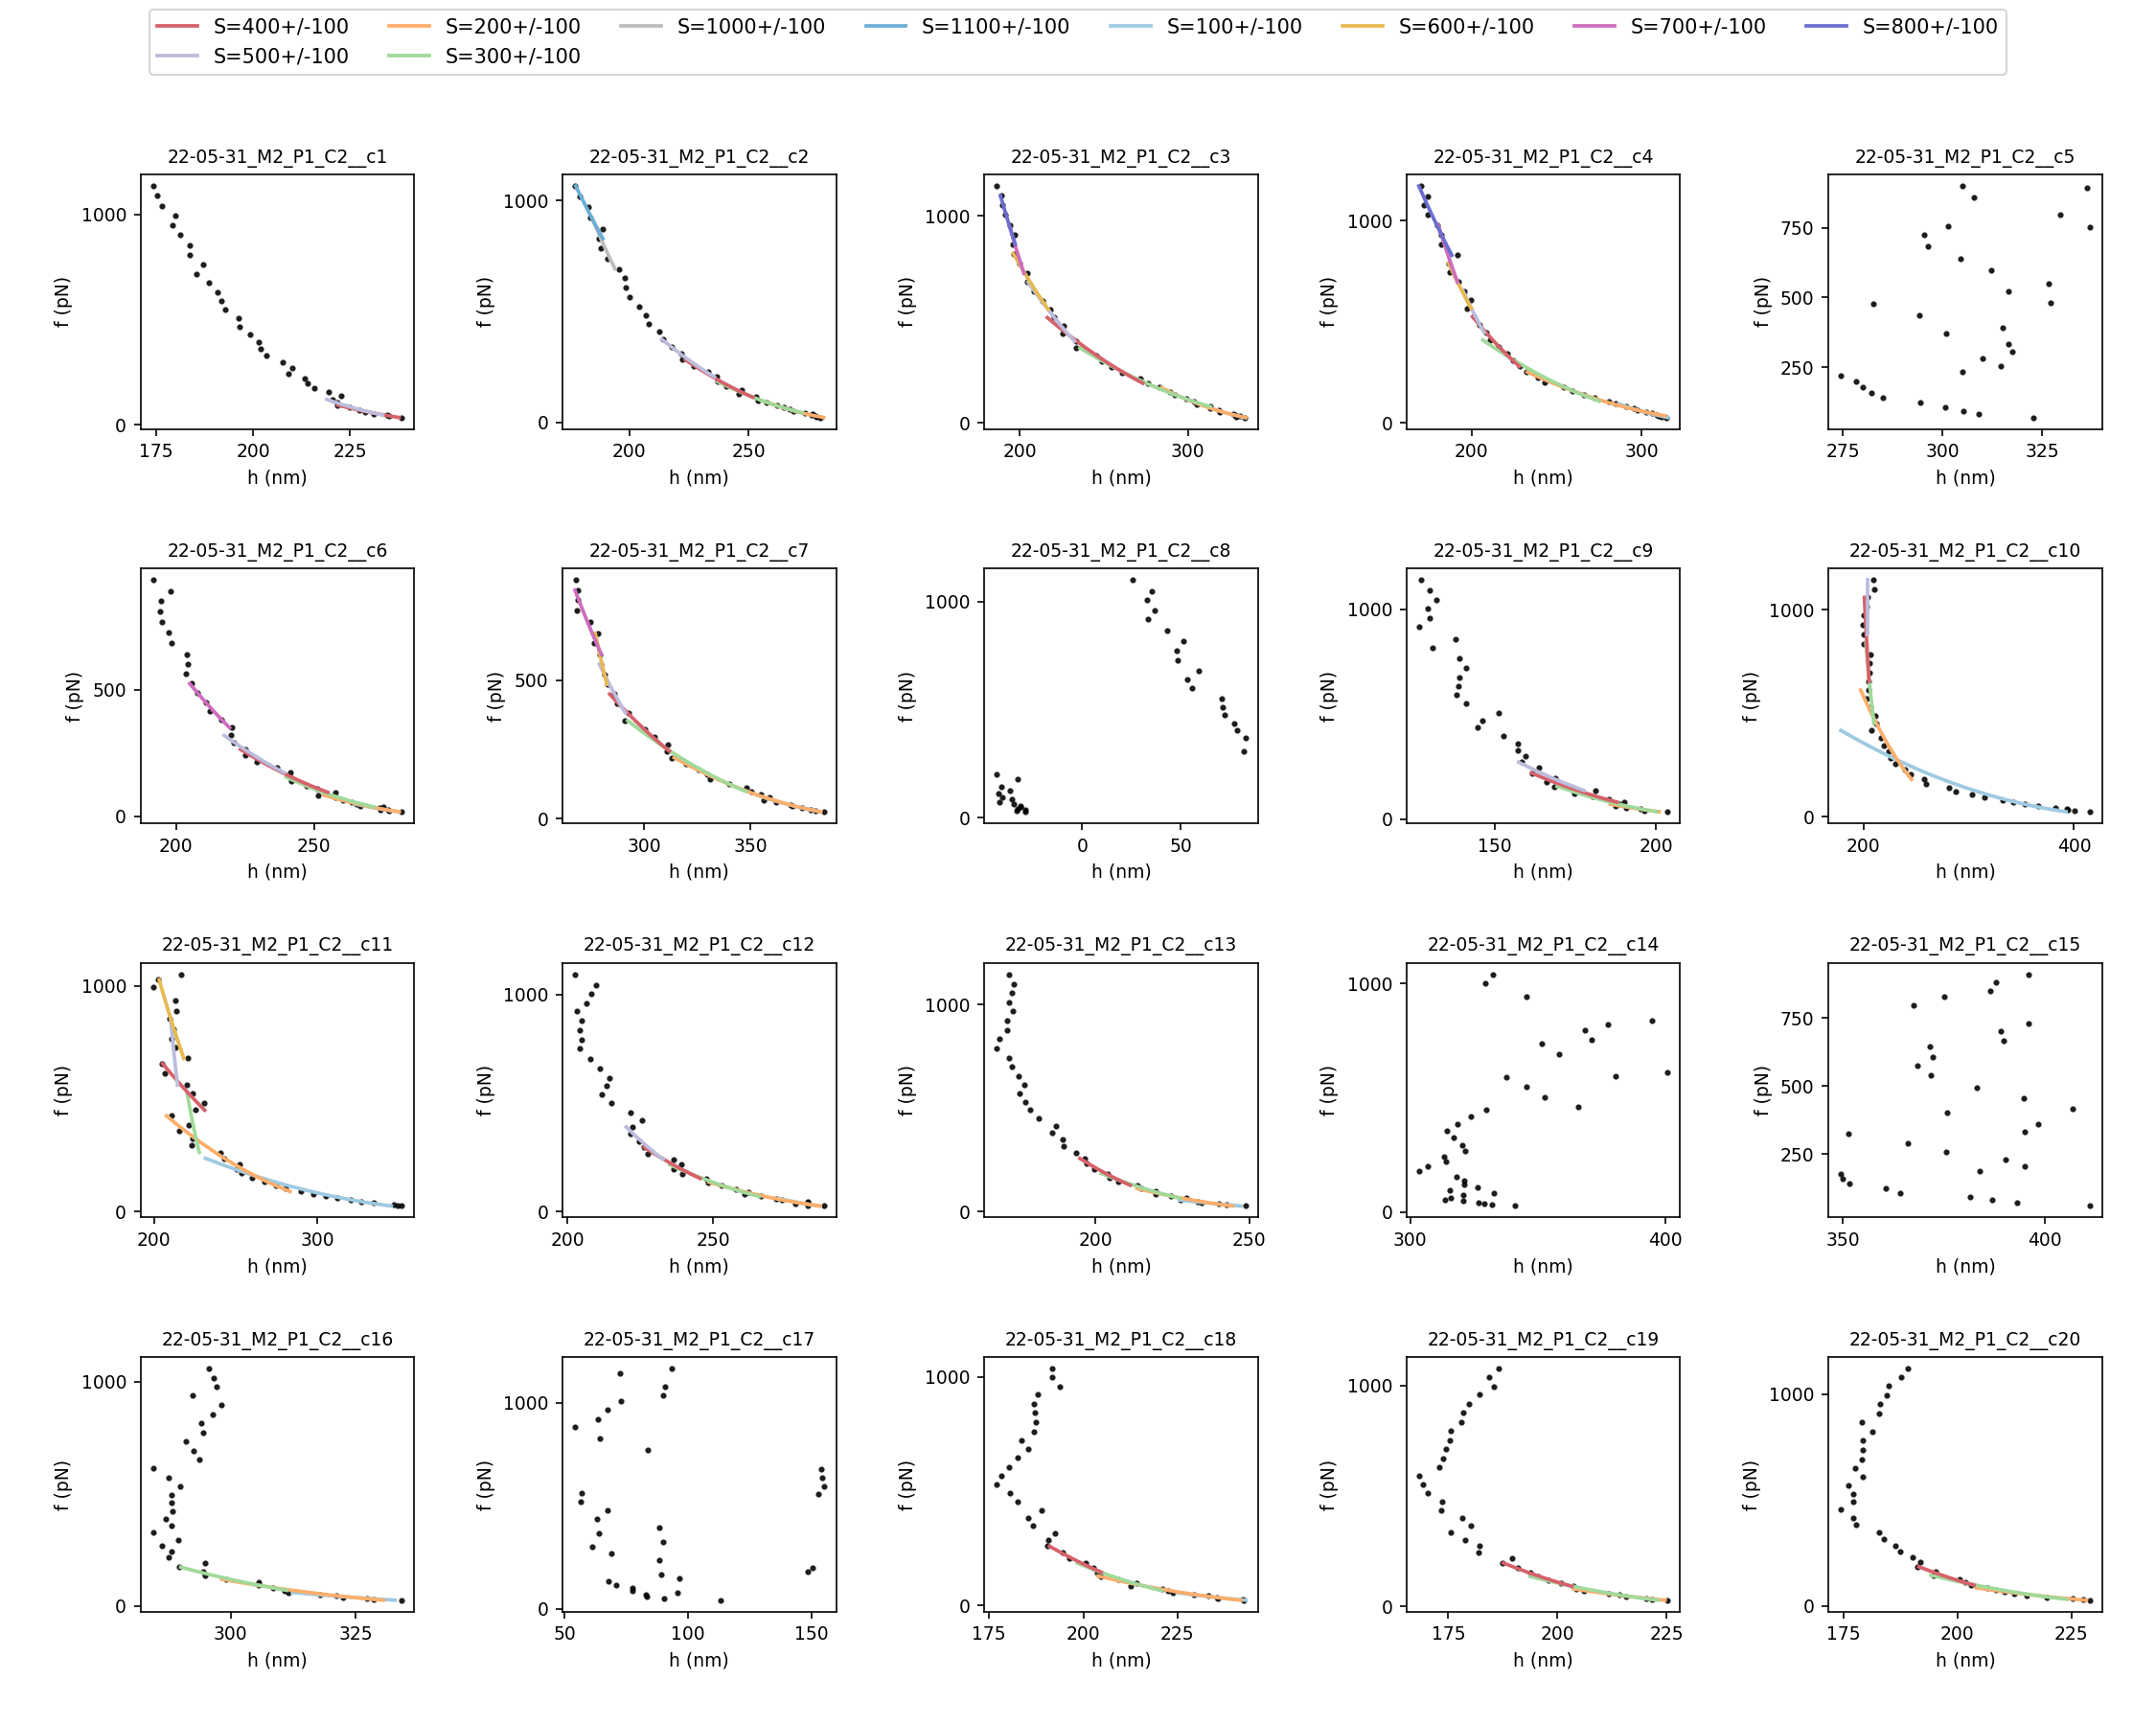 S=400+/-100 S=200+/-100 S=1000+/-100 S=1100+/-100 S=100+/-100 S=600+/-100 S=700+/-100 S=800+/-100
S=500+/-100 S=300+/-100
22-05-31_M2_P1_C2__c1 22-05-31_M2_P1_C2__c2 22-05-31_M2_P1_C2__c3 22-05-31_M2_P1_C2__c4 22-05-31_M2_P1_C2__c5
f (pN) 1000 0 f (pN) 1000 0 f (pN) 1000 0 f (pN) 1000 0 f (pN) 750 500 250
175 200 225 200 250 200 300 200 300 275 300 325
h (nm) h (nm) h (nm) h (nm) h (nm)
22-05-31_M2_P1_C2__c6 22-05-31_M2_P1_C2__c7 22-05-31_M2_P1_C2__c8 22-05-31_M2_P1_C2__c9 22-05-31_M2_P1_C2__c10
f (pN) 500 0 f (pN) 500 0 f (pN) 1000 0 f (pN) 1000 0 f (pN) 1000 0
200 250 300 350 0 50 150 200 200 400
h (nm) h (nm) h (nm) h (nm) h (nm)
22-05-31_M2_P1_C2__c11 22-05-31_M2_P1_C2__c12 22-05-31_M2_P1_C2__c13 22-05-31_M2_P1_C2__c14 22-05-31_M2_P1_C2__c15
f (pN) 1000 0 f (pN) 1000 0 f (pN) 1000 0 f (pN) 1000 0 f (pN) 750 500 250
200 300 200 250 200 250 300 400 350 400
h (nm) h (nm) h (nm) h (nm) h (nm)
22-05-31_M2_P1_C2__c16 22-05-31_M2_P1_C2__c17 22-05-31_M2_P1_C2__c18 22-05-31_M2_P1_C2__c19 22-05-31_M2_P1_C2__c20
f (pN) 1000 0 f (pN) 1000 0 f (pN) 1000 0 f (pN) 1000 0 f (pN) 1000 0
300 325 50 100 150 175 200 225 175 200 225 175 200 225
h (nm) h (nm) h (nm) h (nm) h (nm)